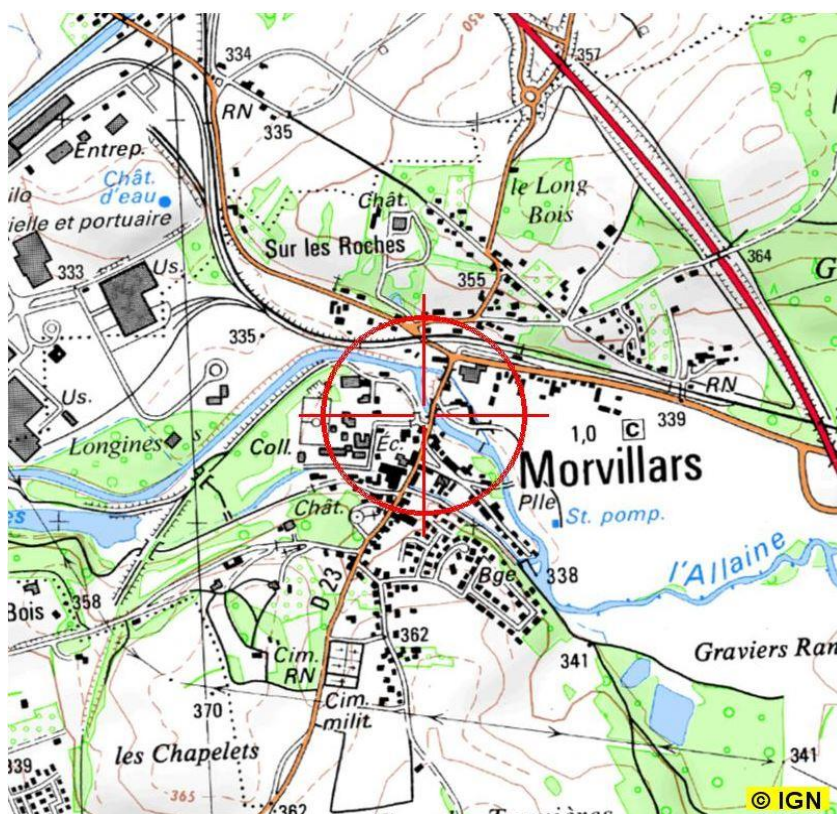 350
357
334
RN
335
Entrep.
Chât.
d'eau
ilo
ielle et portuaire
Chât.
le Long
Bois
Sur les Roches
333
Us.
355
364
G
335
Us.
RN
339
1,0
C
Longines
s
Coll.
Éc.
Morvillars
Plle
St. pomp.
Chât.
es
l'Allaine
D 23
Bge
338
358
Bois
362
Cim.
RN
341
Graviers Ran
370
Cim.
milit.
341
les Chapelets
339
365
362
© IGN